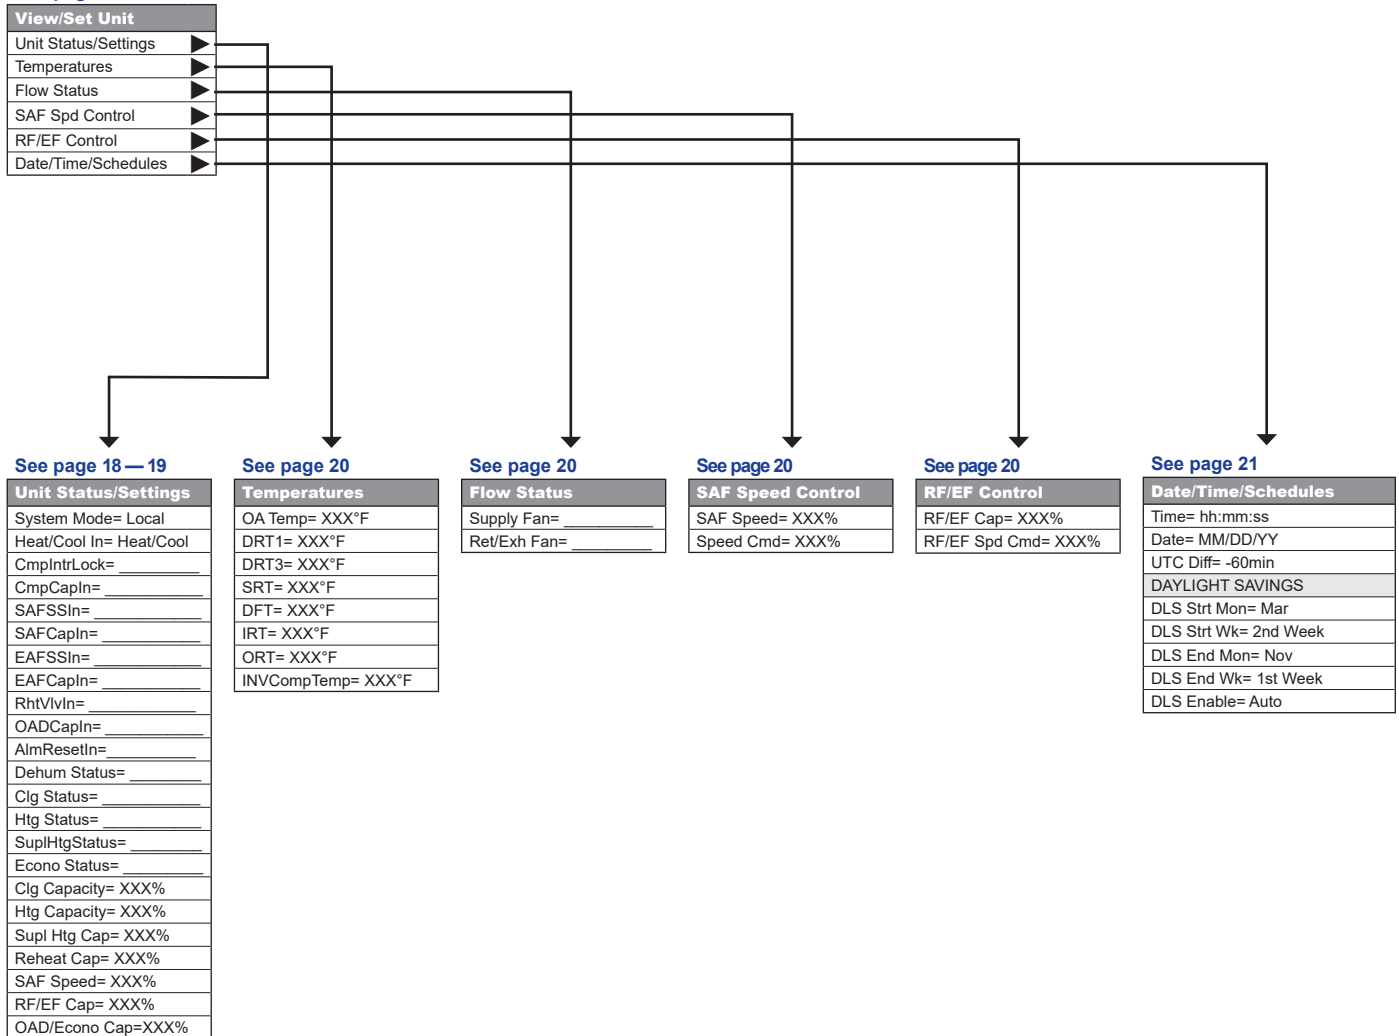 View/Set Unit
Unit Status/Settings
Temperatures
Flow Status
SAF Spd Control
RF/EF Control
Date/Time/Schedules
See page 18 — 19
Unit Status/Settings
System Mode= Local
Heat/Cool In= Heat/Cool
CmpIntrLock= _________
CmpCapIn= ___________
SAFSSIn= ____________
SAFCapIn= ___________
EAFSSIn= ____________
EAFCapIn= ___________
RhtVlvIn= ____________
OADCapIn= ___________
AlmResetIn=__________
Dehum Status= ________
Clg Status= ___________
Htg Status= ___________
SuplHtgStatus= ________
Econo Status= _________
Clg Capacity= XXX%
Htg Capacity= XXX%
Supl Htg Cap= XXX%
Reheat Cap= XXX%
SAF Speed= XXX%
RF/EF Cap= XXX%
OAD/Econo Cap=XXX%
See page 20
Temperatures
OA Temp= XXX°F
DRT1= XXX°F
DRT3= XXX°F
SRT= XXX°F
DFT= XXX°F
IRT= XXX°F
ORT= XXX°F
INVCompTemp= XXX°F
See page 20
Flow Status
Supply Fan= __________
Ret/Exh Fan= _________
See page 20
SAF Speed Control
SAF Speed= XXX%
Speed Cmd= XXX%
See page 20
RF/EF Control
RF/EF Cap= XXX%
RF/EF Spd Cmd= XXX%
See page 21
Date/Time/Schedules
Time= hh:mm:ss
Date= MM/DD/YY
UTC Diff= -60min
DAYLIGHT SAVINGS
DLS Strt Mon= Mar
DLS Strt Wk= 2nd Week
DLS End Mon= Nov
DLS End Wk= 1st Week
DLS Enable= Auto